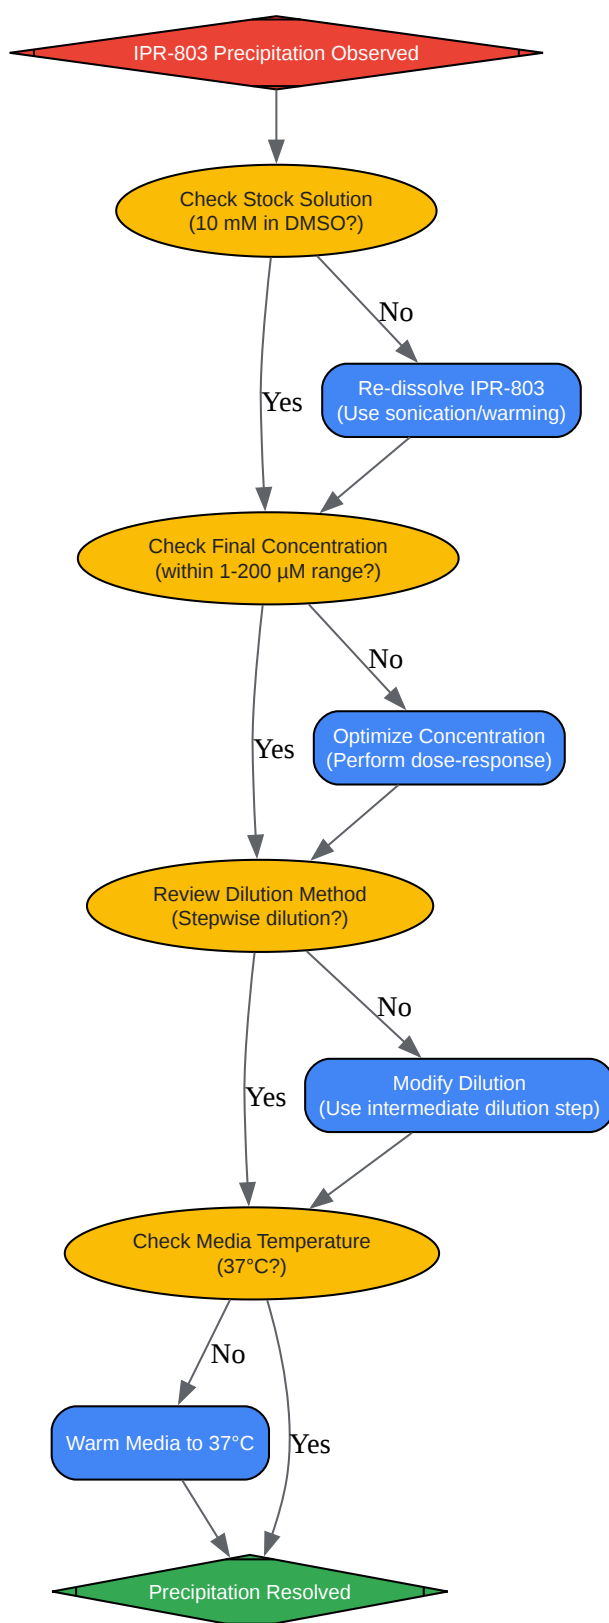 IPR-803 Precipitation Observed
Check Stock Solution
(10 mM in DMSO?)
No
Yes
Re-dissolve IPR-803
(Use sonication/warming)
Check Final Concentration
(within 1-200 µM range?)
No
Yes
Optimize Concentration
(Perform dose-response)
Review Dilution Method
(Stepwise dilution?)
No
Yes
Modify Dilution
(Use intermediate dilution step)
Check Media Temperature
(37°C?)
No
Yes
Warm Media to 37°C
Precipitation Resolved